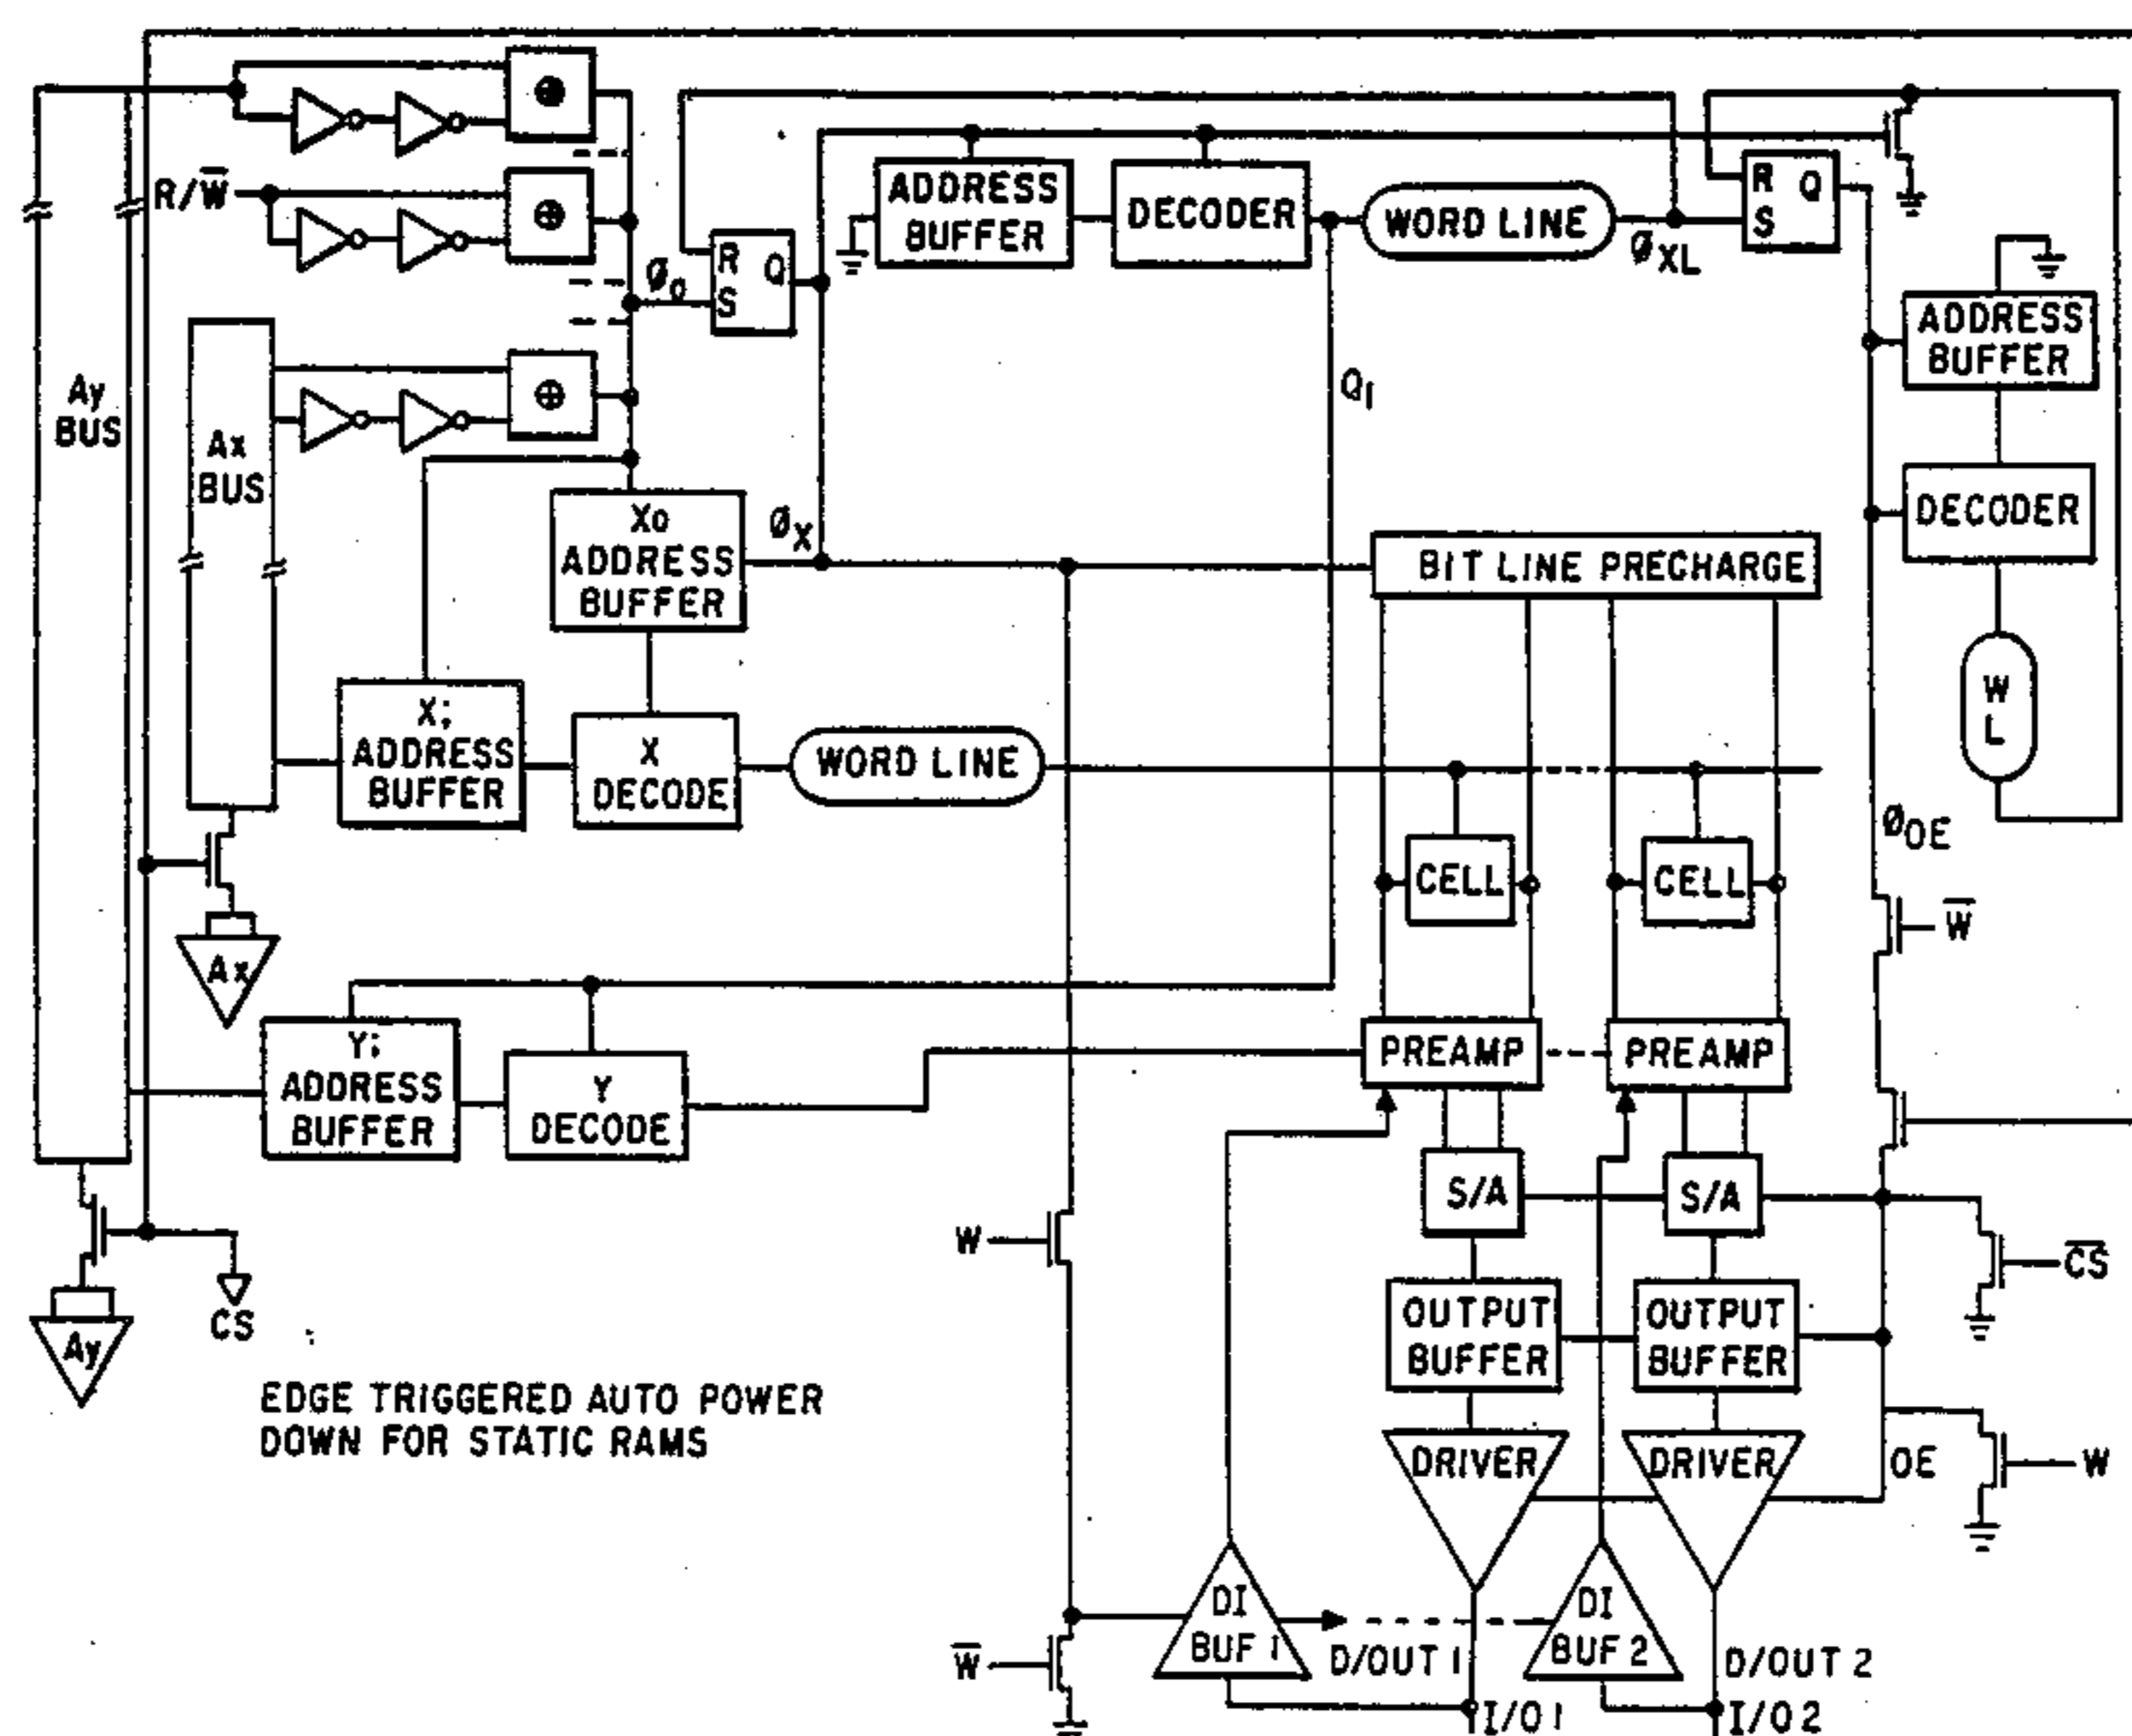 R/W̅
Ø₀
R Q
S
ADDRESS
BUFFER
DECODER
WORD LINE
ØXL
R Q
S
ADDRESS
BUFFER
DECODER
W
L
Ay
BUS
Ax
BUS
Q₁
X₀
ADDRESS
BUFFER
ØX
BIT LINE PRECHARGE
X;
ADDRESS
BUFFER
X
DECODE
WORD LINE
CELL
CELL
ØOE
W̅
Ax
Y;
ADDRESS
BUFFER
Y
DECODE
PREAMP
PREAMP
S/A
S/A
W
C̅S̅
CS
Ay
OUTPUT
BUFFER
OUTPUT
BUFFER
EDGE TRIGGERED AUTO POWER
DOWN FOR STATIC RAMS
DRIVER
DRIVER
OE
W
W̅
DI
BUF 1
D/OUT 1
DI
BUF 2
D/OUT 2
I/O 1
I/O 2